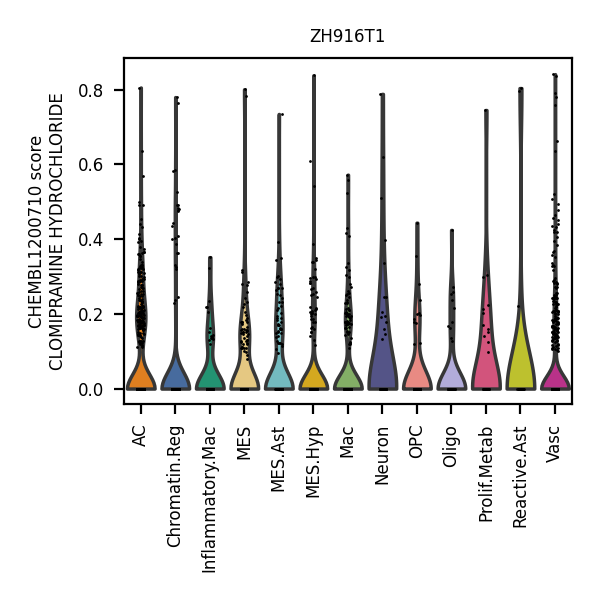 ZH916T1
CHEMBL1200710 score
CLOMIPRAMINE HYDROCHLORIDE
0.8
0.6
0.4
0.2
0.0
AC
Chromatin.Reg
Inflammatory.Mac
MES
MES.Ast
MES.Hyp
Mac
Neuron
OPC
Oligo
Prolif.Metab
Reactive.Ast
Vasc